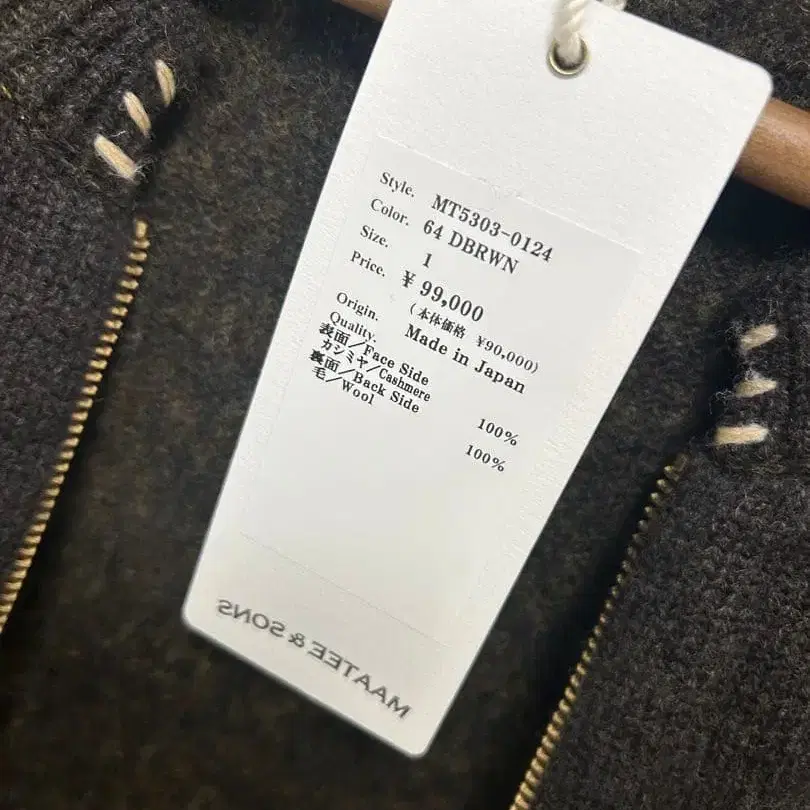 Style. MT5303-0124
Color. 64 DBRWN
Size. 1
Price. ¥ 99,000
(本体価格 ¥90,000)
Origin. Made in Japan
Quality.
表面/Face Side
カシミヤ/Cashmere 100%
裏面/Back Side
毛/Wool 100%
MAATEE & SONS